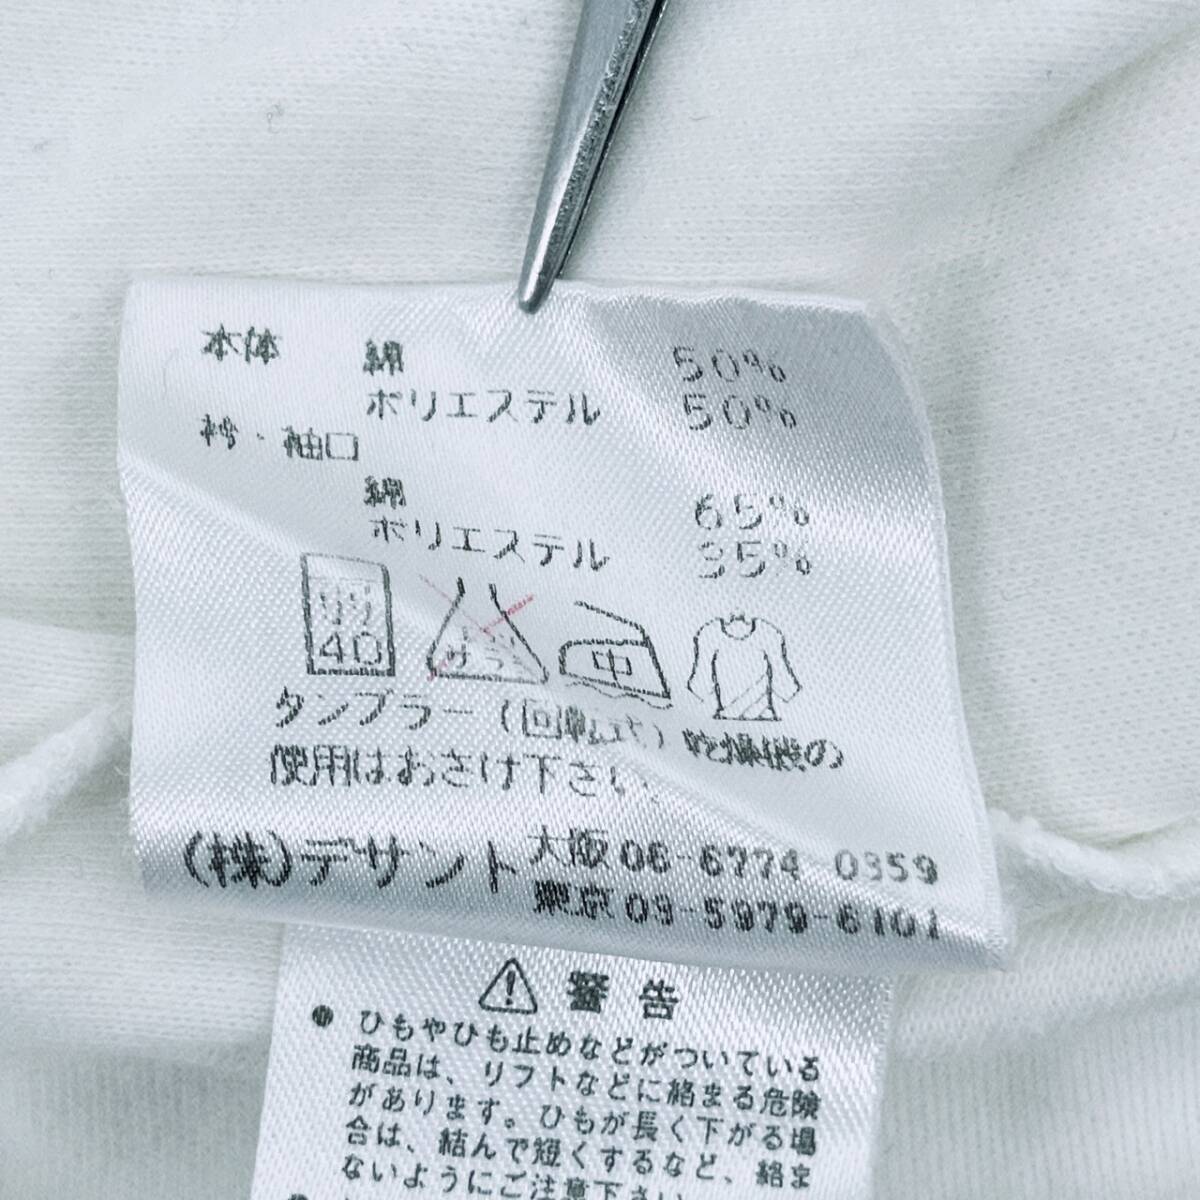 本体 綿 50%
ポリエステル 50%
衿・袖口
綿 65%
ポリエステル 35%
40
エンソサラシ
中
タンブラー(回転式)乾燥機の
使用はおさけ下さい。
(株)デサント 大阪 06-6774-0359
東京 03-5979-6101
警告
● ひもやひも止めなどがついている
商品は、リフトなどに絡まる危険
があります。ひもが長く下がる場
合は、結んで短くするなど、絡ま
ないようにご注意下さい。